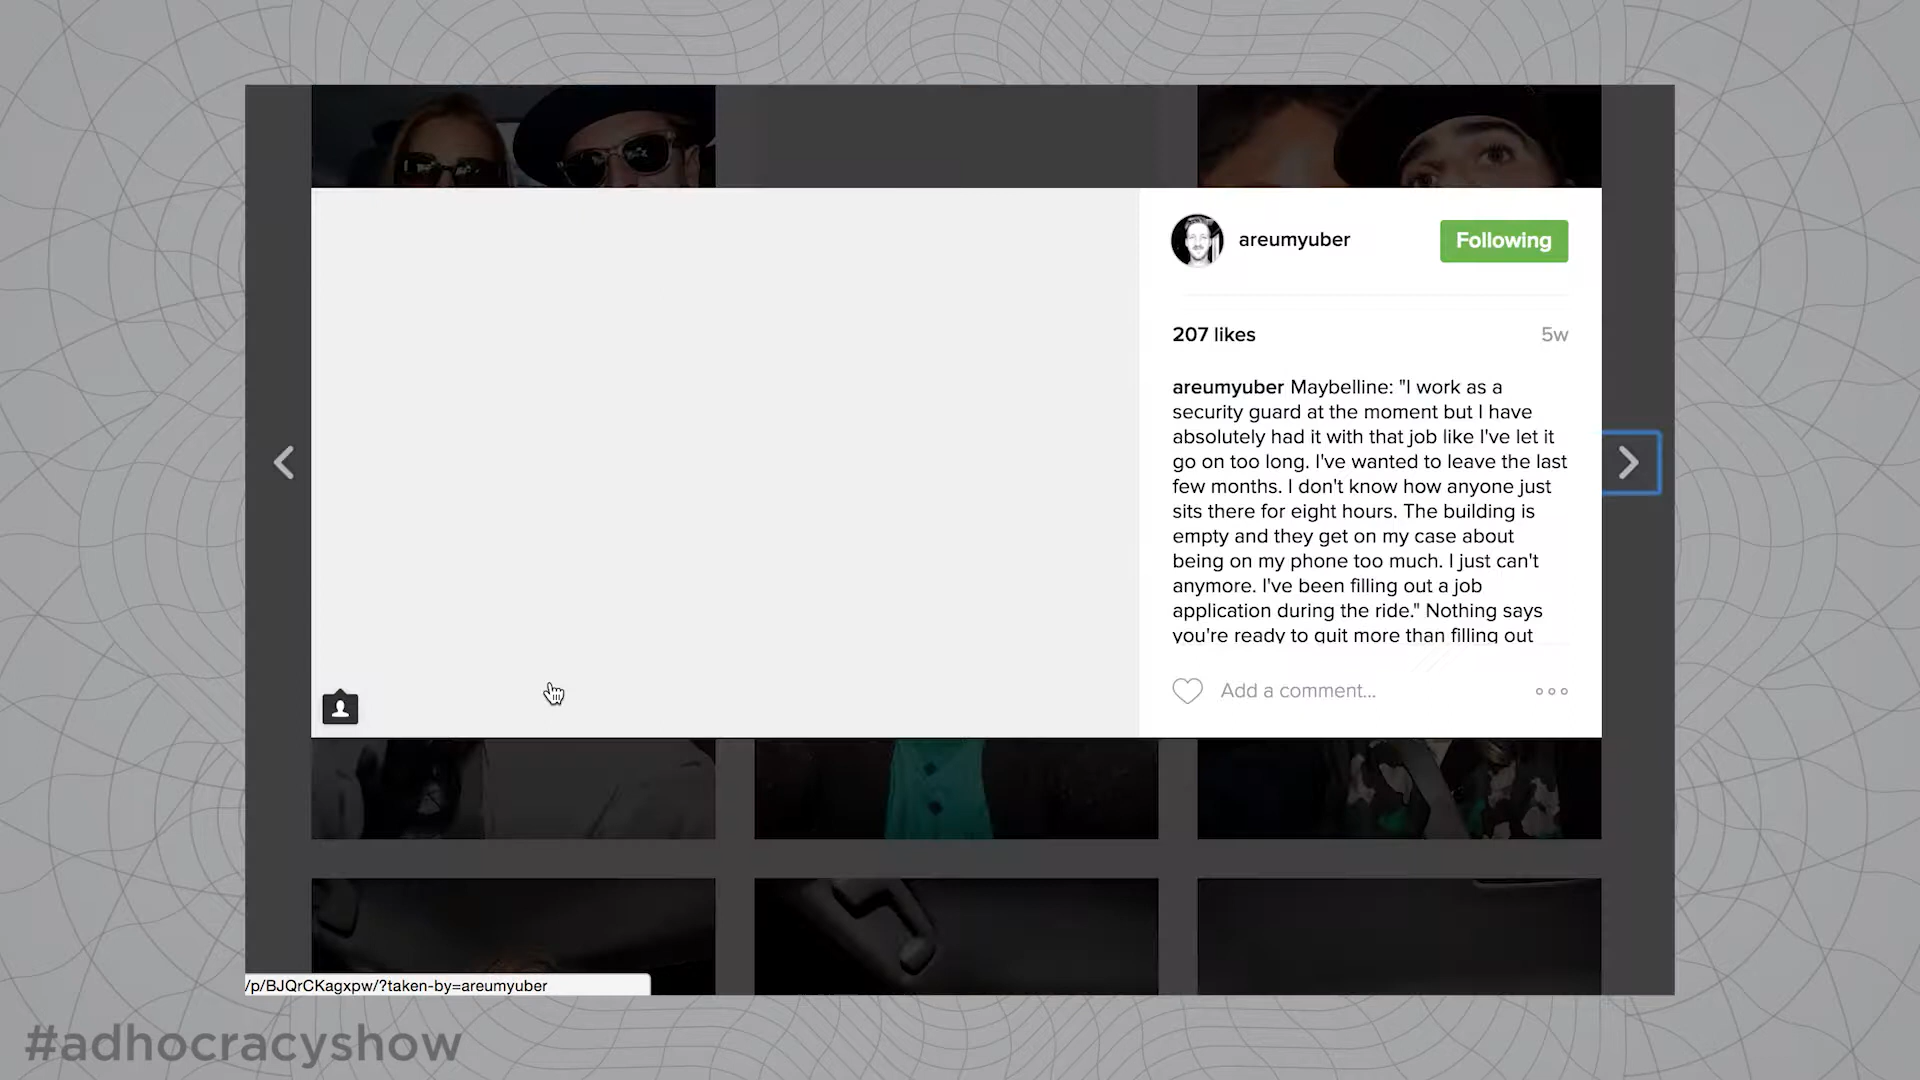 areumyuber
Following
207 likes
5w
areumyuber Maybelline: "I work as a
security guard at the moment but I have
absolutely had it with that job like I've let it
go on too long. I've wanted to leave the last
few months. I don't know how anyone just
sits there for eight hours. The building is
empty and they get on my case about
being on my phone too much. I just can't
anymore. I've been filling out a job
application during the ride." Nothing says
you're ready to quit more than filling out
Add a comment...
/p/BJQrCKagxpw/?taken-by=areumyuber
#adhocracyshow